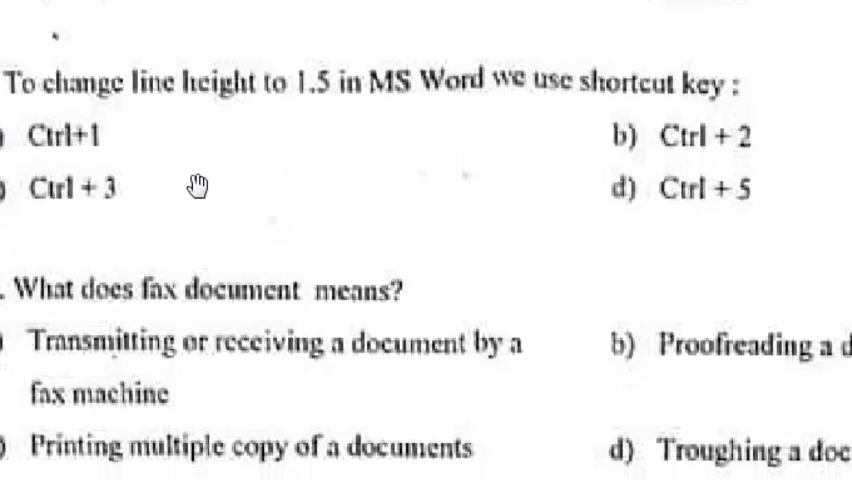 To change line height to 1.5 in MS Word we use shortcut key :
) Ctrl+1 b) Ctrl + 2
) Ctrl + 3 d) Ctrl + 5
. What does fax document means?
) Transmitting or receiving a document by a b) Proofreading a d
fax machine
) Printing multiple copy of a documents d) Troughing a doc